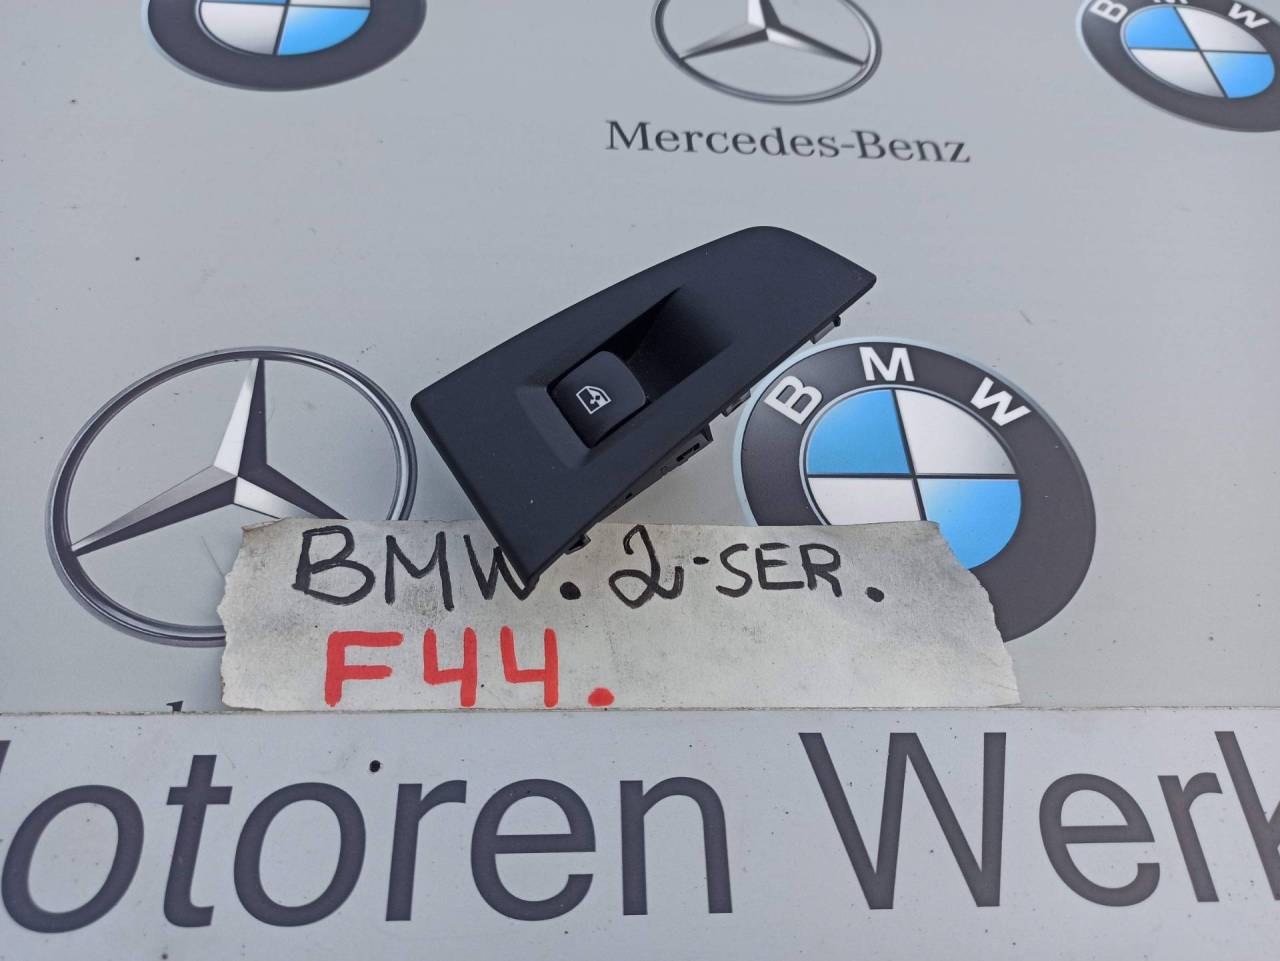 BMW
Mercedes-Benz
BMW
BMW. 2-SER.
F44.
otoren Werk